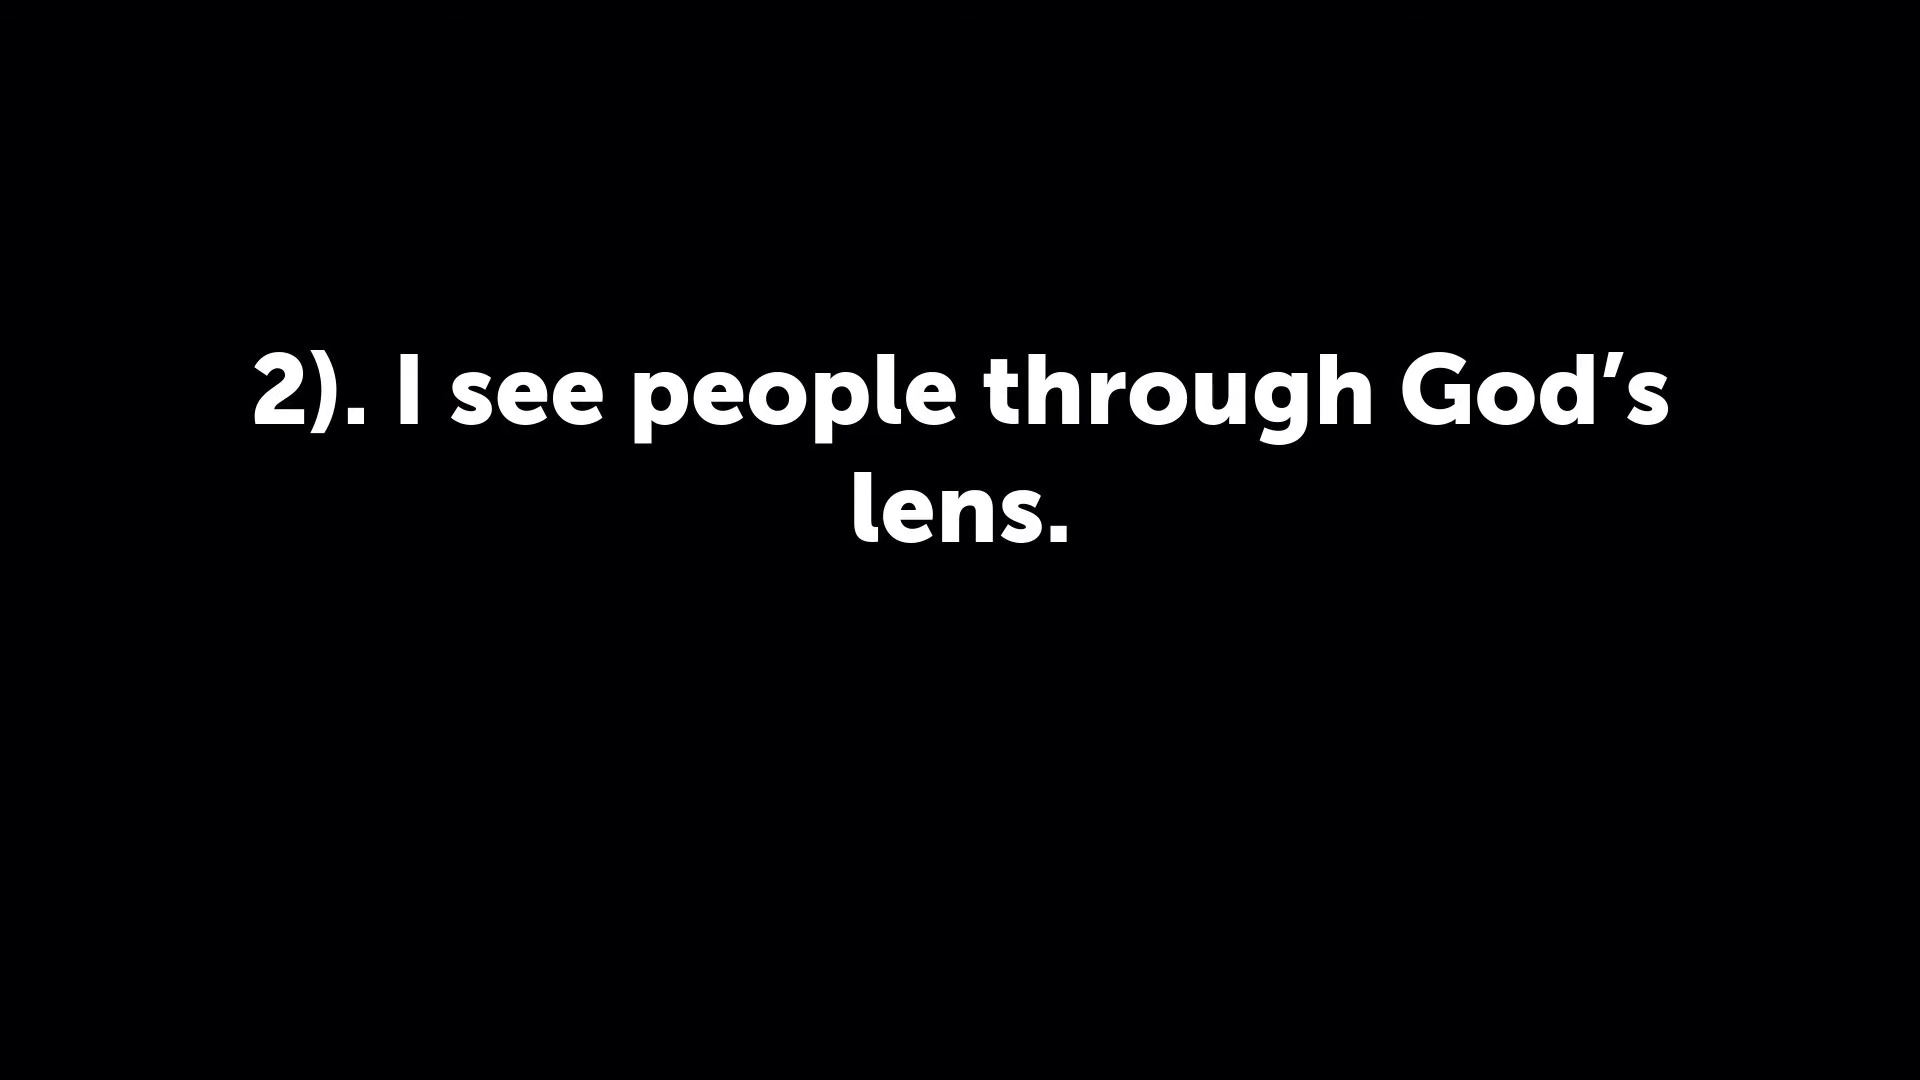 2). I see people through God’s
lens.